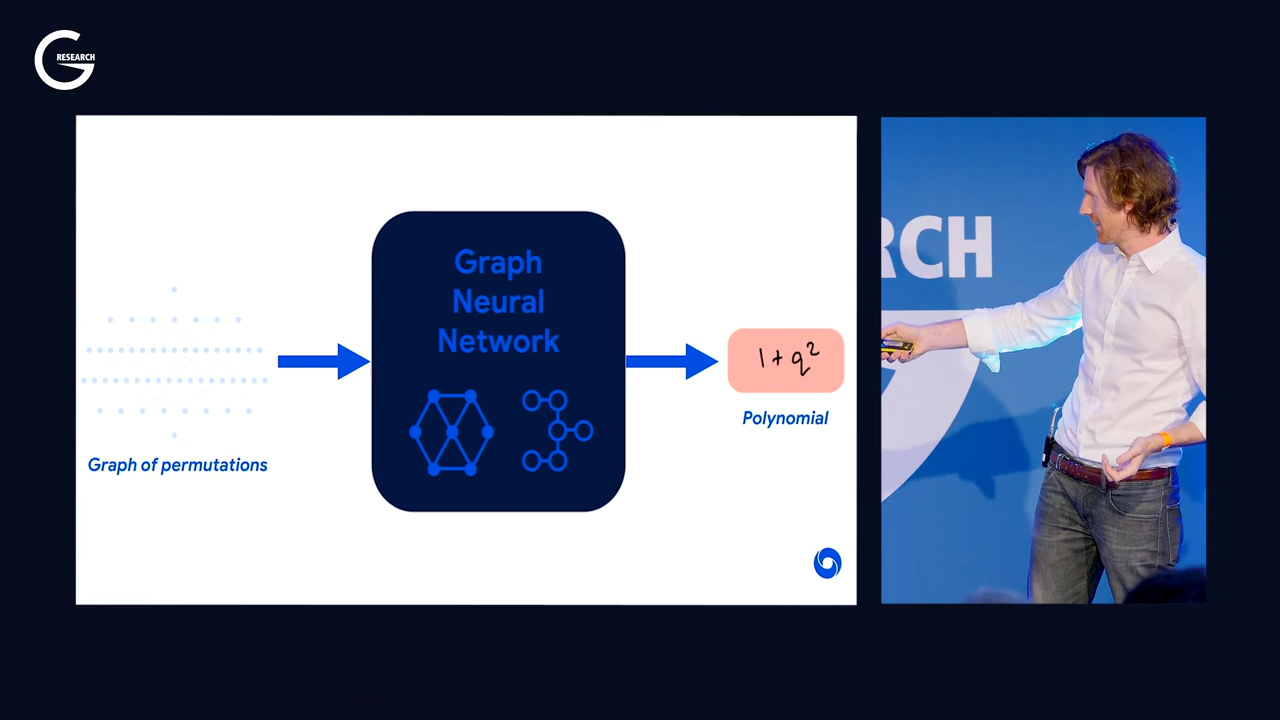 RESEARCH
Graph
Neural
Network
1 + q²
Polynomial
Graph of permutations
RCH